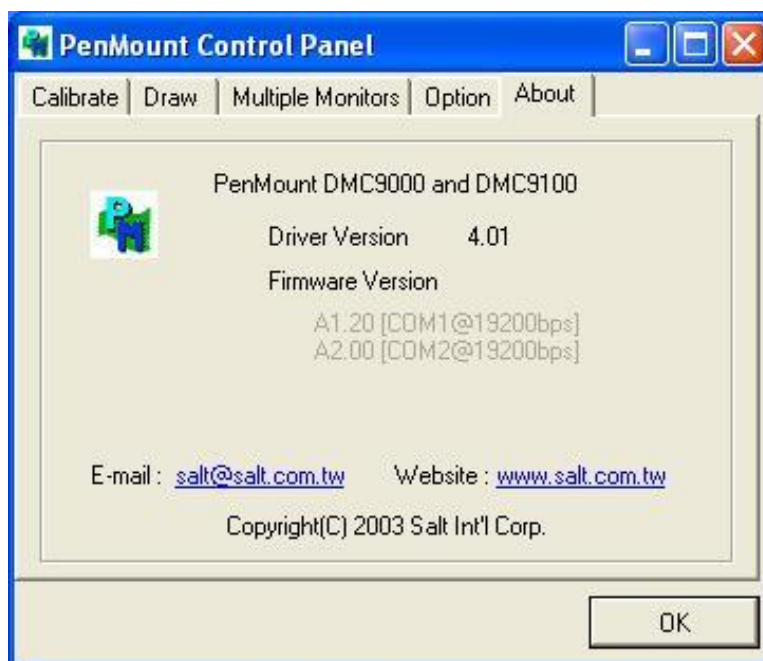 PenMount Control Panel
Calibrate Draw Multiple Monitors Option About
PM
PenMount DMC9000 and DMC9100
Driver Version 4.01
Firmware Version
A1.20 [COM1@19200bps]
A2.00 [COM2@19200bps]
E-mail : salt@salt.com.tw Website : www.salt.com.tw
Copyright(C) 2003 Salt Int'l Corp.
OK